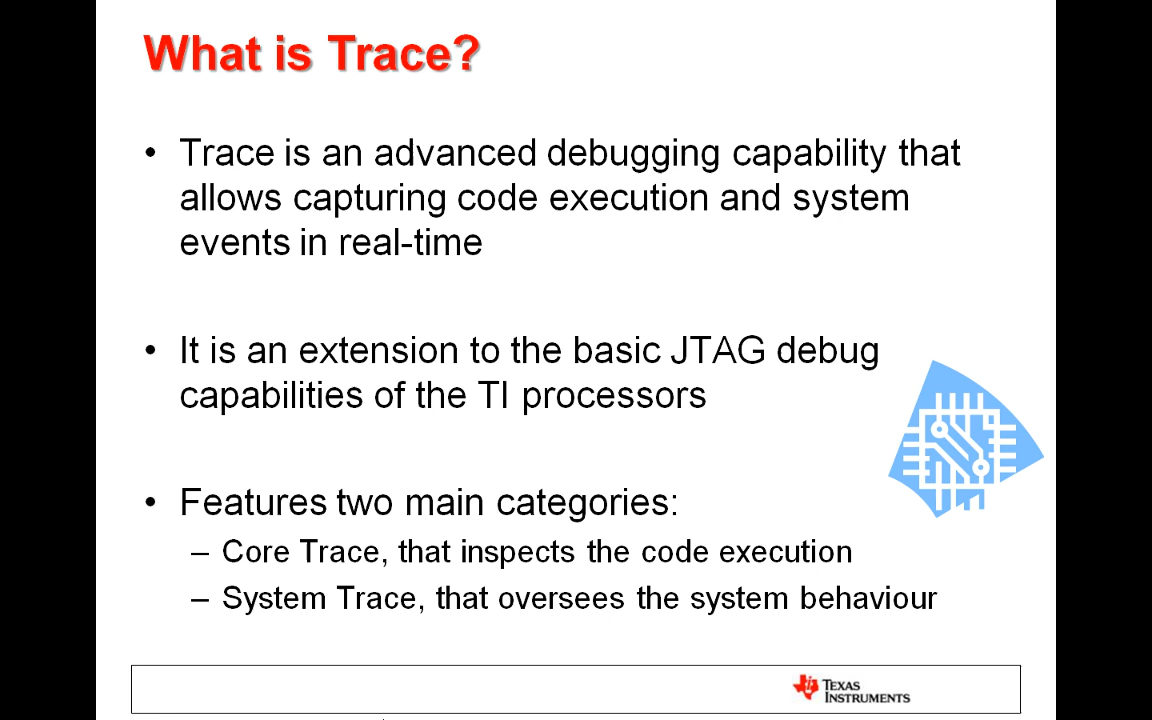 What is Trace?
• Trace is an advanced debugging capability that
allows capturing code execution and system
events in real-time
• It is an extension to the basic JTAG debug
capabilities of the TI processors
• Features two main categories:
– Core Trace, that inspects the code execution
– System Trace, that oversees the system behaviour
TEXAS
INSTRUMENTS